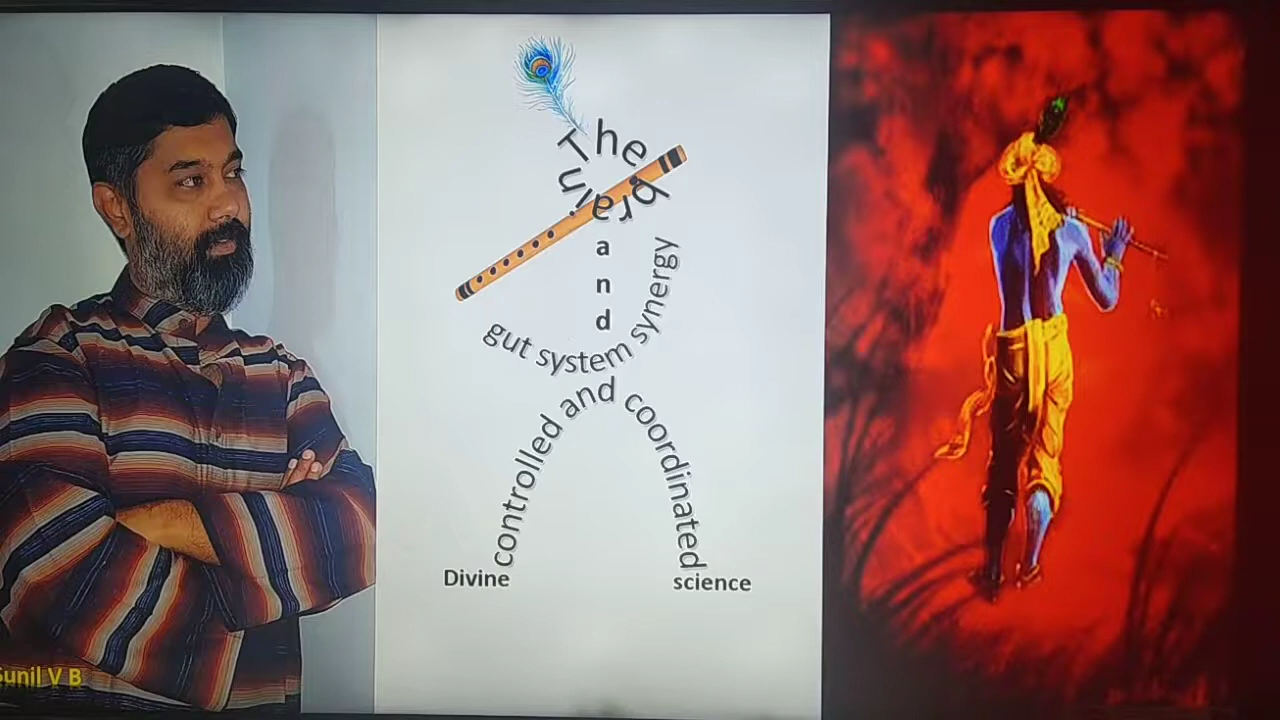 The
brain
and
gut system synergy
controlled and coordinated
Divine
science
Sunil V B